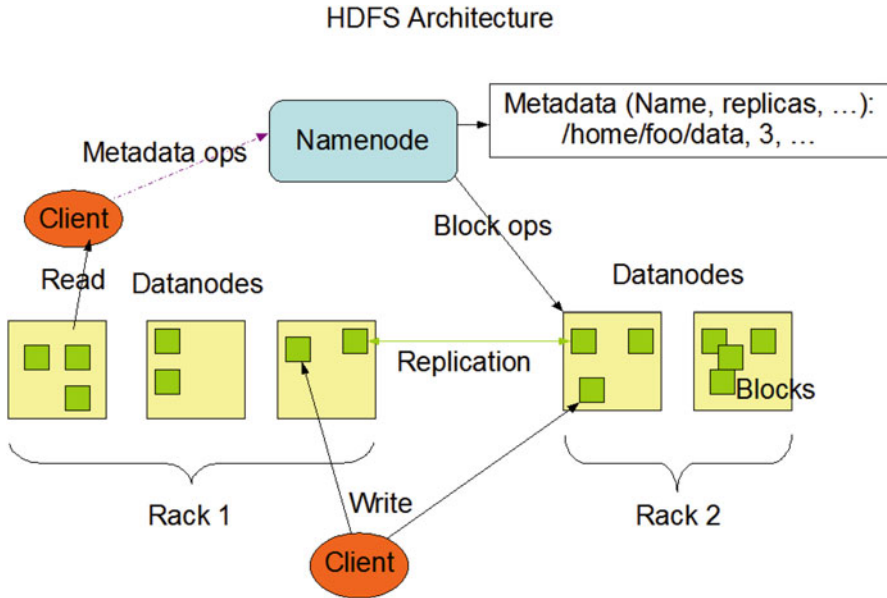 HDFS Architecture
Metadata (Name, replicas, …):
/home/foo/data, 3, …
Namenode
Metadata ops
Client
Block ops
Read
Datanodes
Datanodes
Replication
Blocks
Rack 1
Write
Rack 2
Client